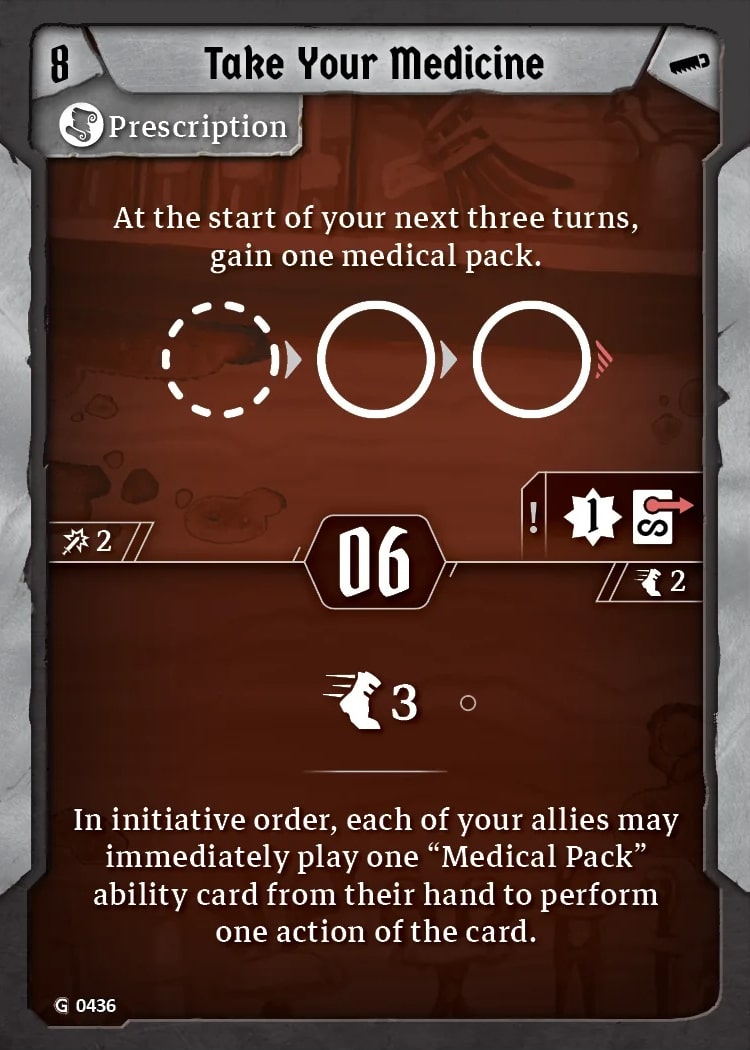 8
Take Your Medicine
Prescription
At the start of your next three turns,
gain one medical pack.
! 1
2
06
2
3
In initiative order, each of your allies may
immediately play one “Medical Pack”
ability card from their hand to perform
one action of the card.
G 0436